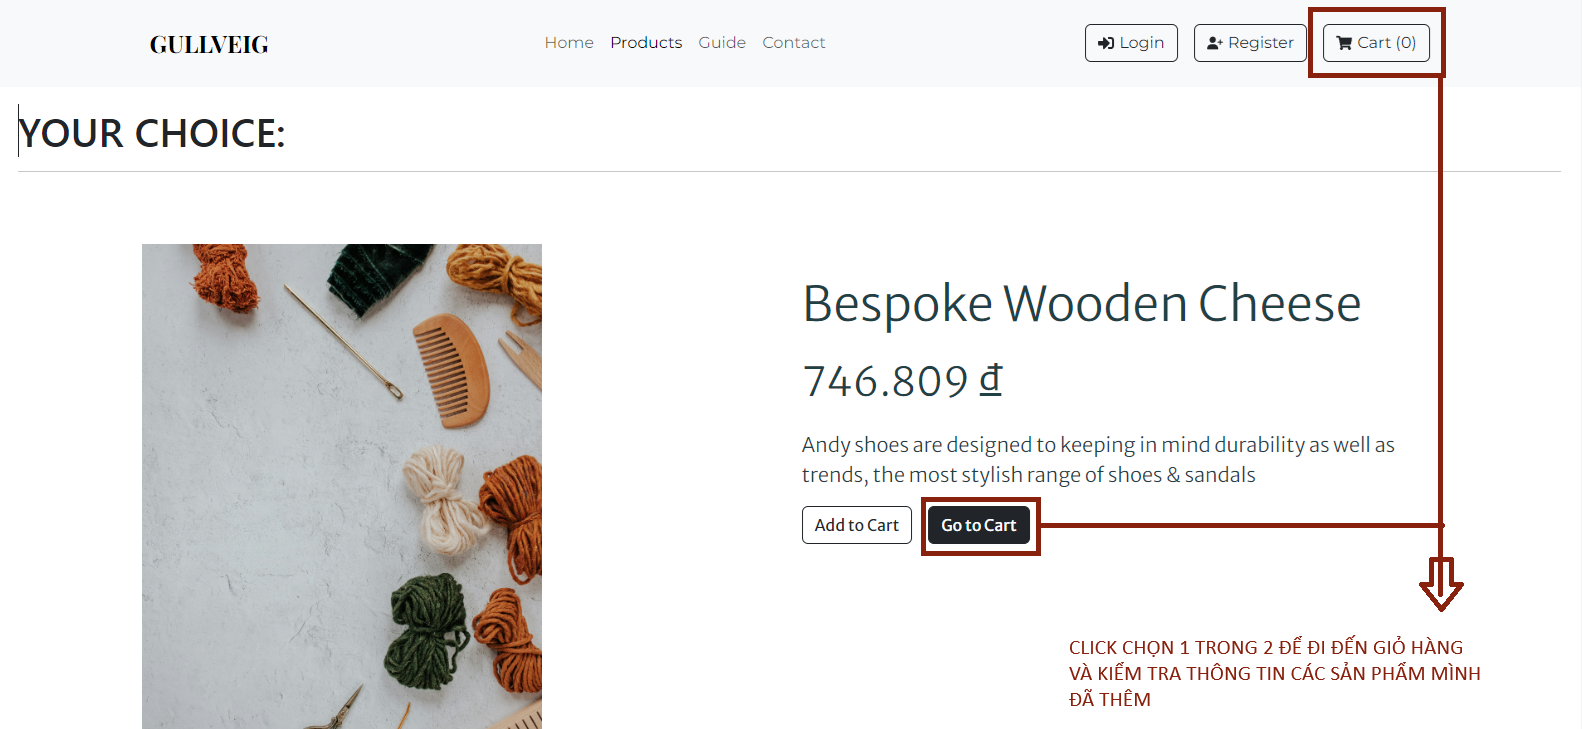 GULLVEIG
Home Products Guide Contact
Login Register Cart (0)
YOUR CHOICE:
Bespoke Wooden Cheese
746.809 ₫
Andy shoes are designed to keeping in mind durability as well as
trends, the most stylish range of shoes & sandals
Add to Cart Go to Cart
CLICK CHỌN 1 TRONG 2 ĐỂ ĐI ĐẾN GIỎ HÀNG
VÀ KIỂM TRA THÔNG TIN CÁC SẢN PHẨM MÌNH
ĐÃ THÊM